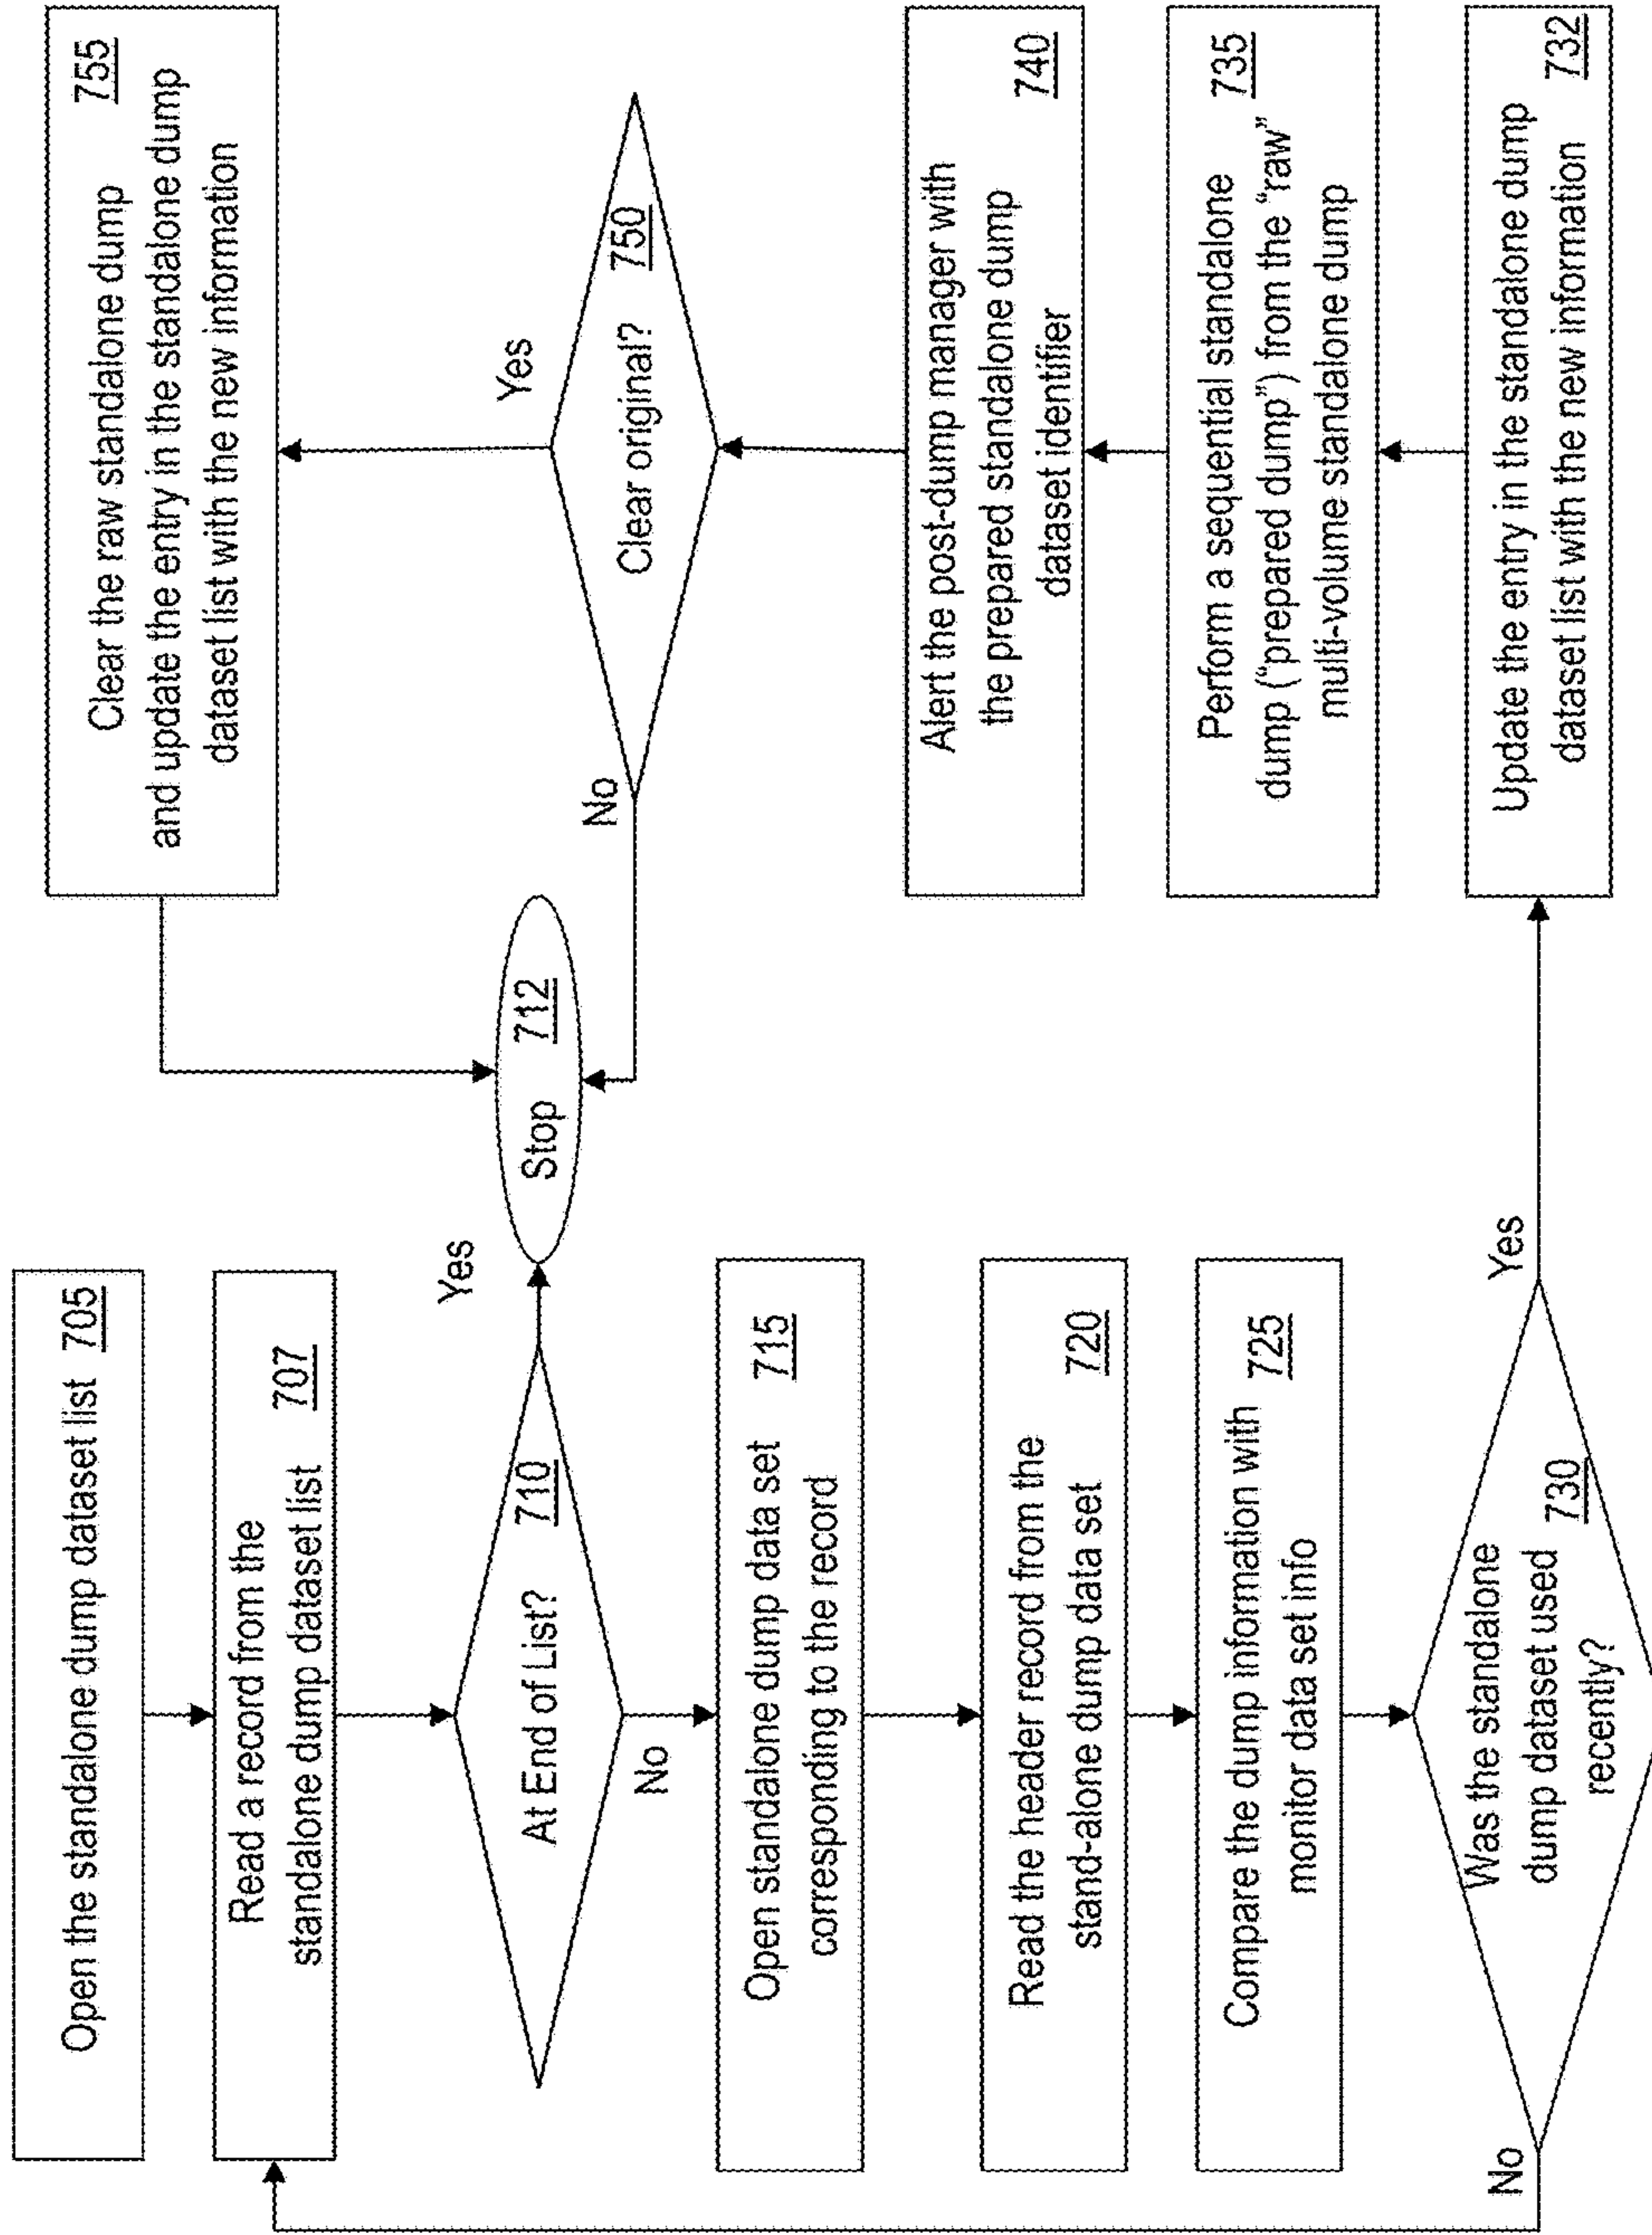 Open the standalone dump dataset list 705
Read a record from the
standalone dump dataset list 707
At End of List? 710
Yes
No
Open standalone dump data set 715
corresponding to the record
Read the header record from the 720
stand-alone dump data set
Compare the dump information with 725
monitor data set info
Was the standalone
dump dataset used 730
recently?
No
Yes
Stop 712
Clear the raw standalone dump 755
and update the entry in the standalone dump
dataset list with the new information
Yes
Clear original? 750
No
Alert the post-dump manager with
the prepared standalone dump 740
dataset identifier
Perform a sequential standalone 735
dump (“prepared dump”) from the “raw”
multi-volume standalone dump
Update the entry in the standalone dump
dataset list with the new information 732